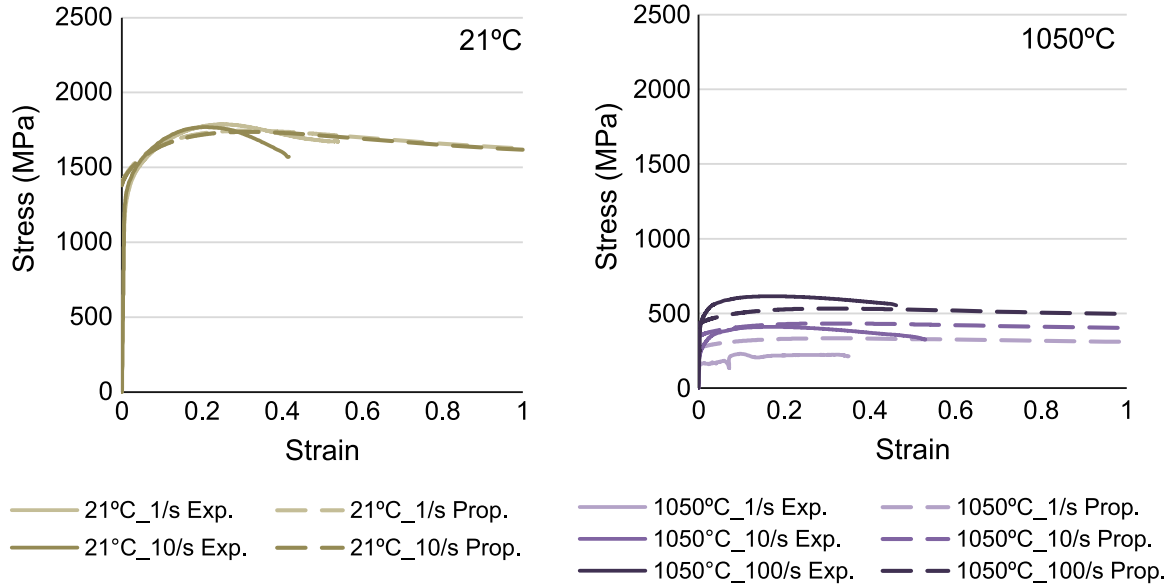 21ºC
Stress (MPa)
2500
2000
1500
1000
500
0
0 0.2 0.4 0.6 0.8 1
Strain
21ºC_1/s Exp. 21ºC_1/s Prop.
21°C_10/s Exp. 21ºC_10/s Prop.
1050ºC
Stress (MPa)
2500
2000
1500
1000
500
0
0 0.2 0.4 0.6 0.8 1
Strain
1050ºC_1/s Exp. 1050ºC_1/s Prop.
1050°C_10/s Exp. 1050ºC_10/s Prop.
1050°C_100/s Exp. 1050°C_100/s Prop.